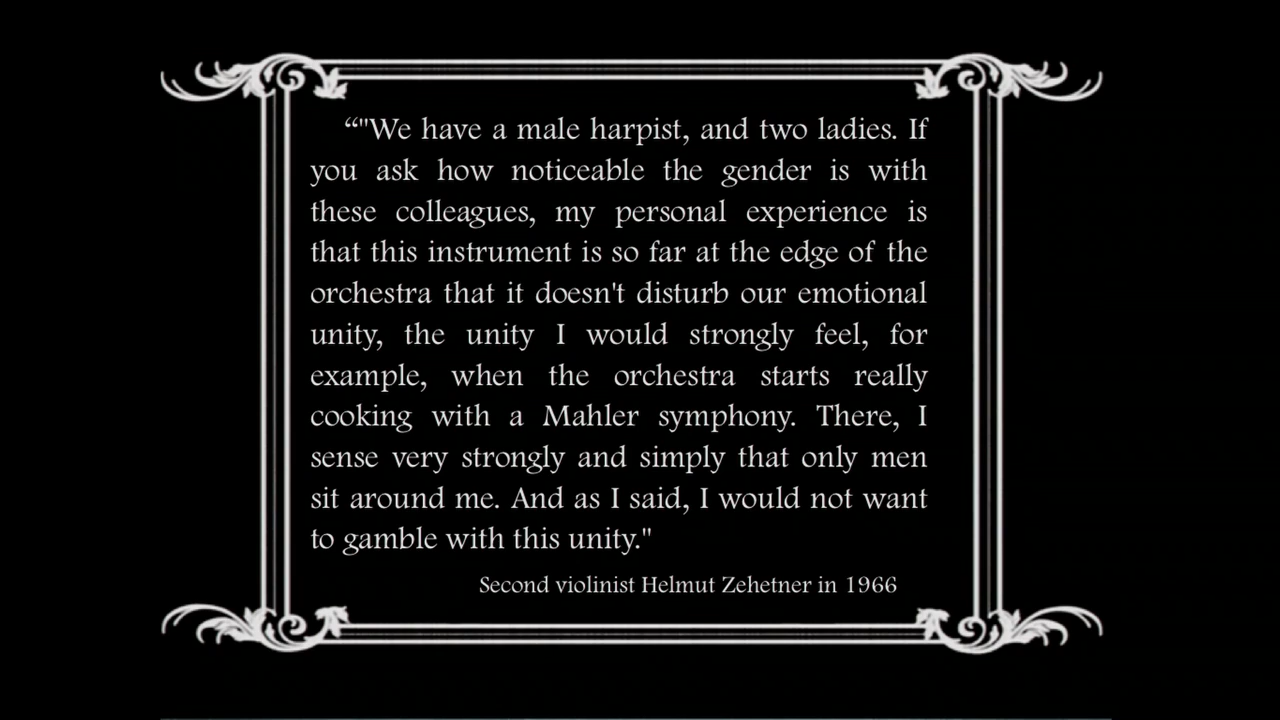 “"We have a male harpist, and two ladies. If
you ask how noticeable the gender is with
these colleagues, my personal experience is
that this instrument is so far at the edge of the
orchestra that it doesn't disturb our emotional
unity, the unity I would strongly feel, for
example, when the orchestra starts really
cooking with a Mahler symphony. There, I
sense very strongly and simply that only men
sit around me. And as I said, I would not want
to gamble with this unity."
Second violinist Helmut Zehetner in 1966